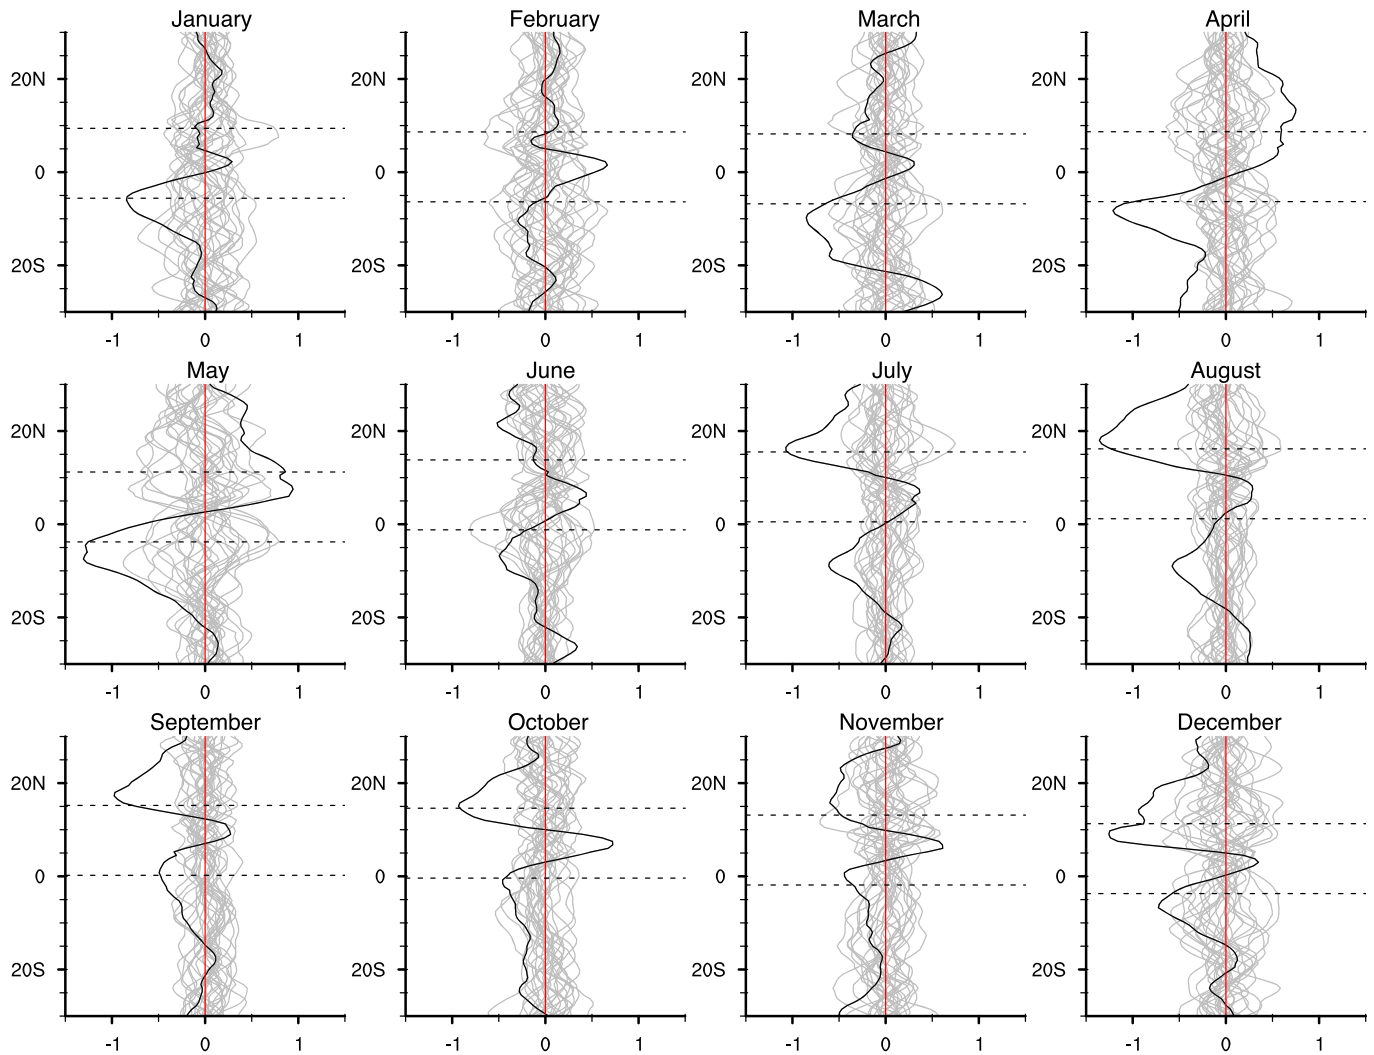 January February March April
20N 20N 20N 20N
0 0 0 0
20S 20S 20S 20S
-1 0 1 -1 0 1 -1 0 1 -1 0 1
May June July August
20N 20N 20N 20N
0 0 0 0
20S 20S 20S 20S
-1 0 1 -1 0 1 -1 0 1 -1 0 1
September October November December
20N 20N 20N 20N
0 0 0 0
20S 20S 20S 20S
-1 0 1 -1 0 1 -1 0 1 -1 0 1